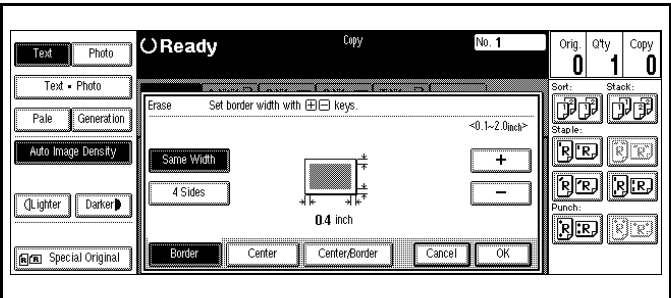 Text Photo
Text • Photo
Pale Generation
Auto Image Density
Lighter Darker
Special Original
Ready
Copy
No. 1
Erase Set border width with ⊞⊟ keys.
<0.1~2.0inch>
Same Width
4 Sides
+
−
0.4 inch
Border Center Center/Border Cancel OK
Orig. Q'ty Copy
0 1 0
Sort: Stack:
Staple:
Punch: